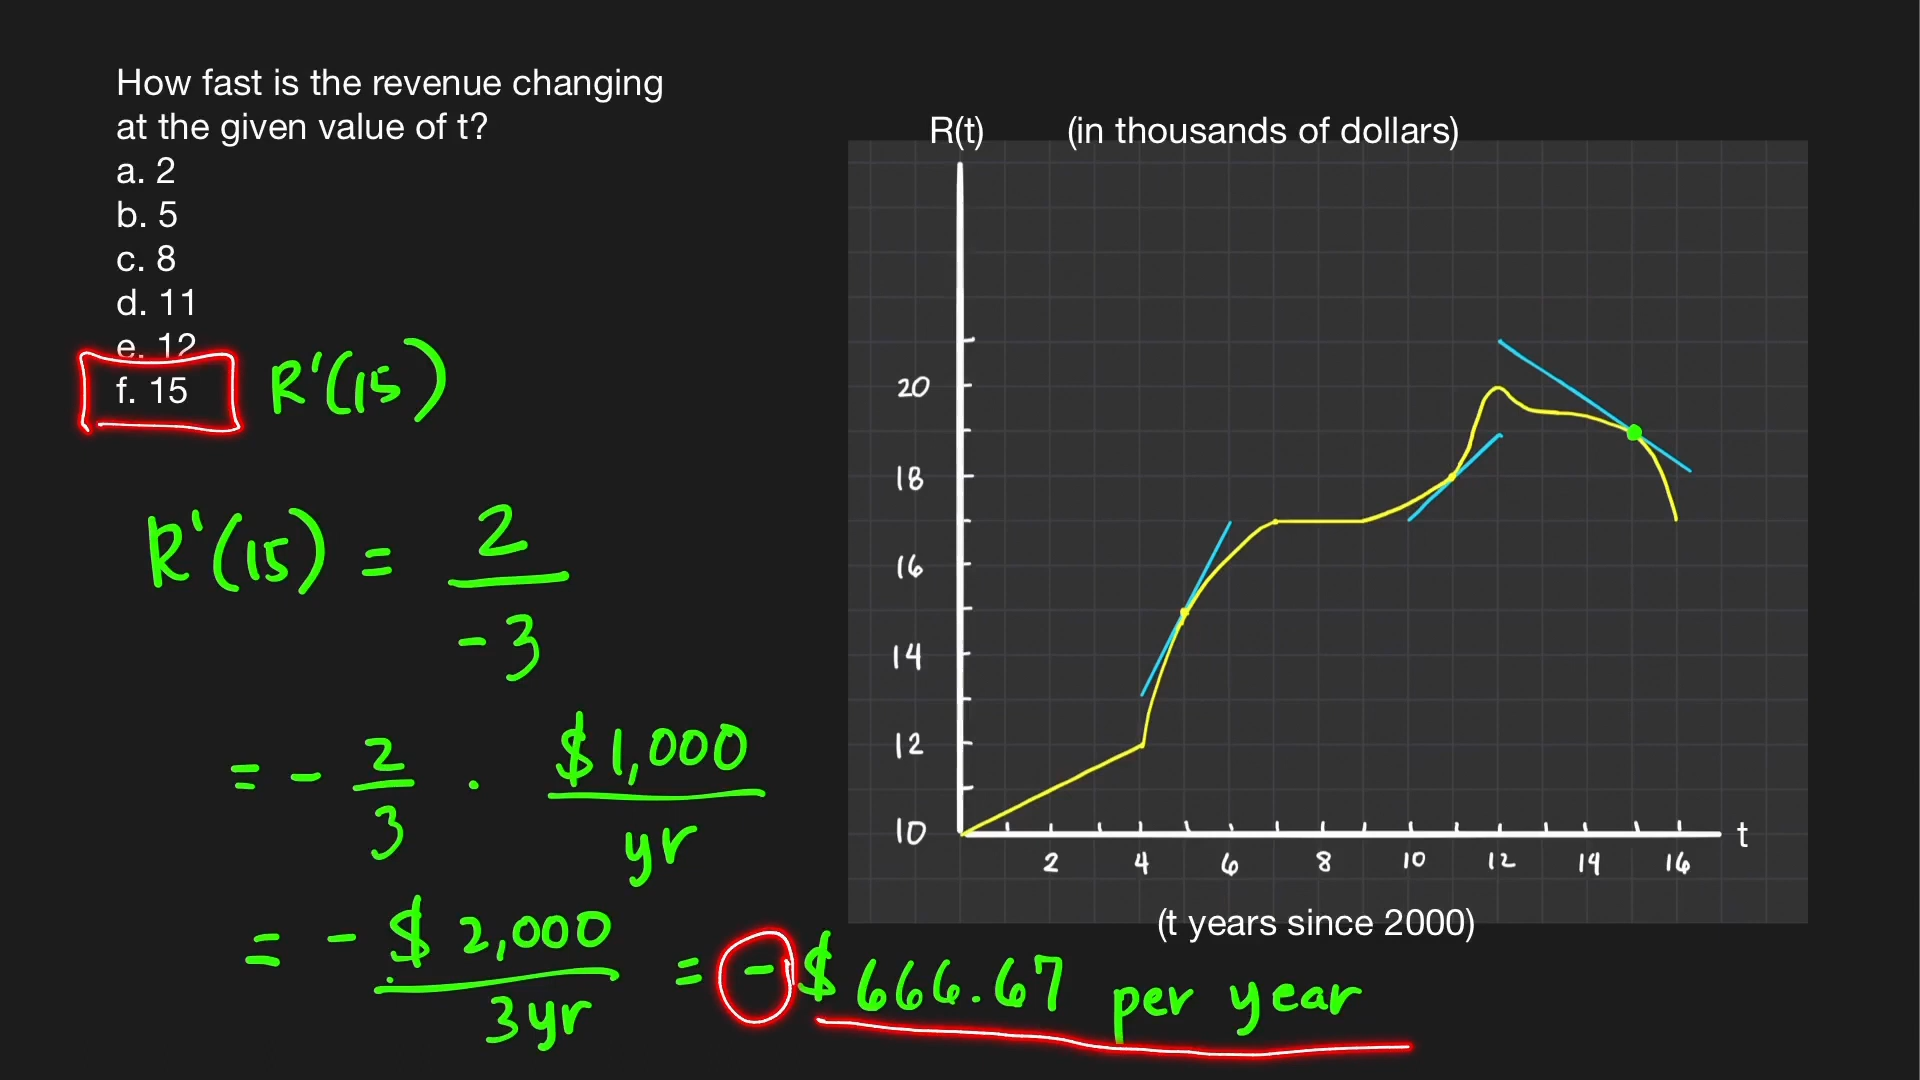 How fast is the revenue changing
at the given value of t?
a. 2
b. 5
c. 8
d. 11
e. 12
f. 15
R'(15)
R'(15) = 2 / -3
= - 2/3 · $1,000 / yr
= - $2,000 / 3yr = -$666.67 per year
R(t) (in thousands of dollars)
20
18
16
14
12
10
2 4 6 8 10 12 14 16 t
(t years since 2000)